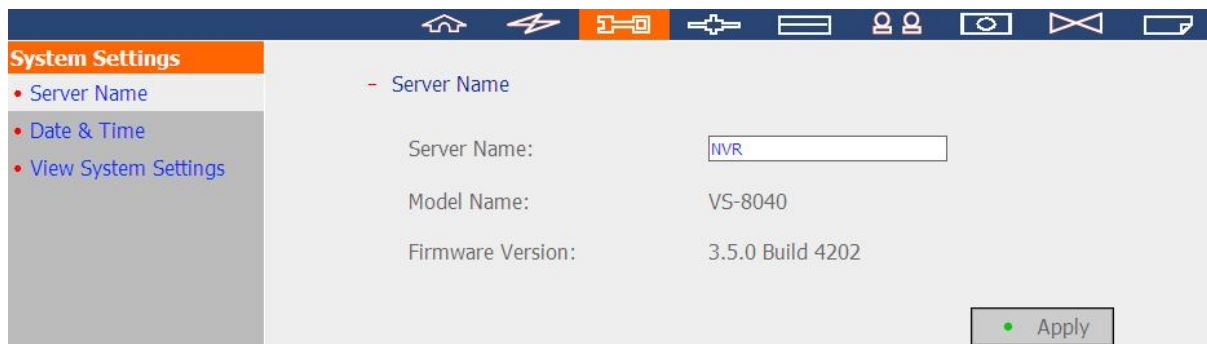 System Settings
• Server Name
• Date & Time
• View System Settings
– Server Name
Server Name: NVR
Model Name: VS-8040
Firmware Version: 3.5.0 Build 4202
• Apply